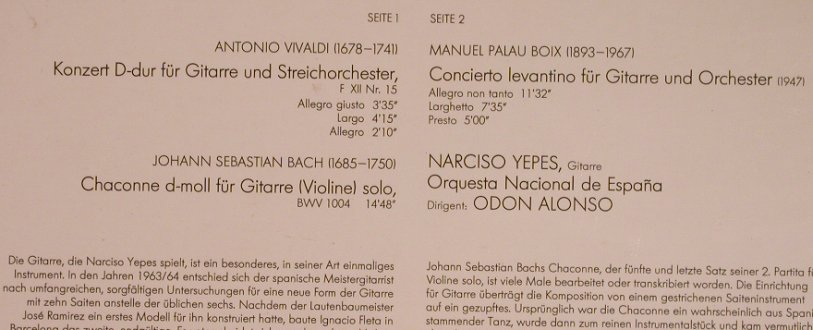 SEITE 1
ANTONIO VIVALDI (1678–1741)
Konzert D-dur für Gitarre und Streichorchester,
F XII Nr. 15
Allegro giusto 3'35"
Largo 4'15"
Allegro 2'10"
JOHANN SEBASTIAN BACH (1685–1750)
Chaconne d-moll für Gitarre (Violine) solo,
BWV 1004 14'48"
Die Gitarre, die Narciso Yepes spielt, ist ein besonderes, in seiner Art einmaliges
Instrument. In den Jahren 1963/64 entschied sich der spanische Meistergitarrist
nach umfangreichen, sorgfältigen Untersuchungen für eine neue Form der Gitarre
mit zehn Saiten anstelle der üblichen sechs. Nachdem der Lautenbaumeister
José Ramirez ein erstes Modell für ihn konstruiert hatte, baute Ignacio Fleta in
SEITE 2
MANUEL PALAU BOIX (1893–1967)
Concierto levantino für Gitarre und Orchester (1947)
Allegro non tanto 11'32"
Larghetto 7'35"
Presto 5'00"
NARCISO YEPES, Gitarre
Orquesta Nacional de España
Dirigent: ODON ALONSO
Johann Sebastian Bachs Chaconne, der fünfte und letzte Satz seiner 2. Partita f
Violine solo, ist viele Male bearbeitet oder transkribiert worden. Die Einrichtung
für Gitarre überträgt die Komposition von einem gestrichenen Saiteninstrument
auf ein gezupftes. Ursprünglich war die Chaconne ein wahrscheinlich aus Span
stammender Tanz, wurde dann zum reinen Instrumentalstück und kam vermutlich